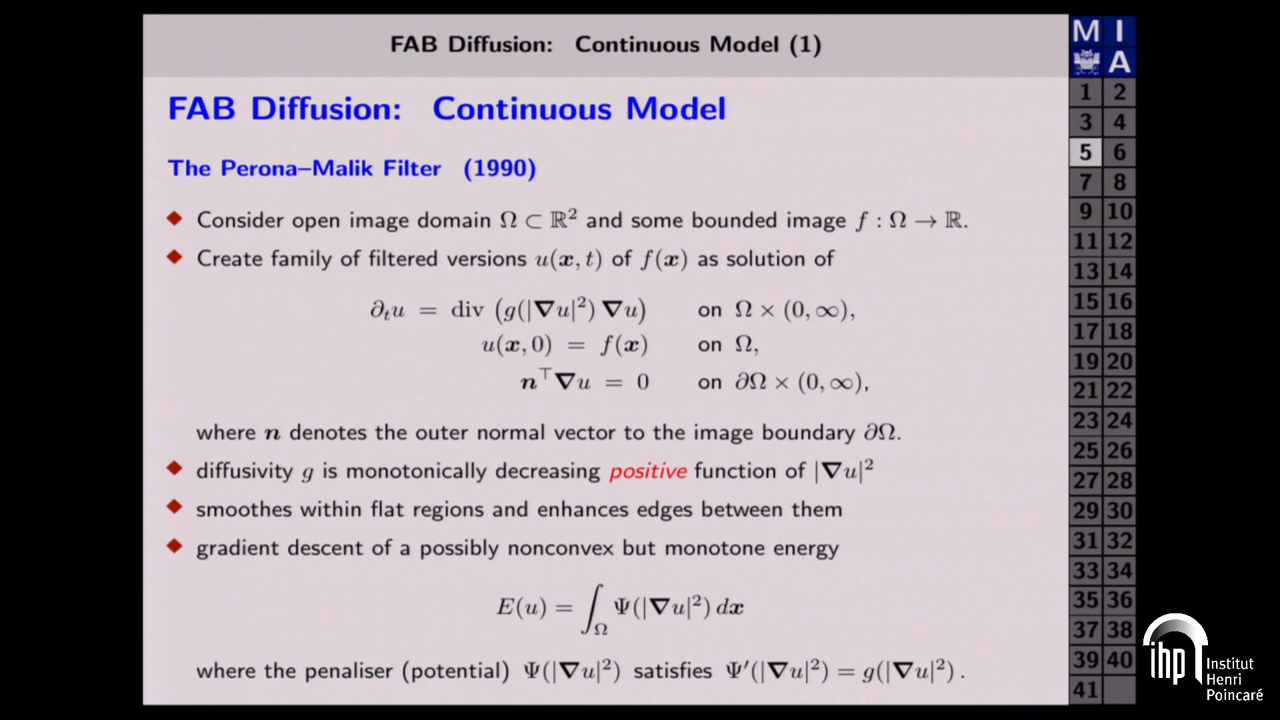 FAB Diffusion: Continuous Model (1)
FAB Diffusion: Continuous Model
The Perona–Malik Filter (1990)
◆ Consider open image domain Ω ⊂ ℝ² and some bounded image f : Ω → ℝ.
◆ Create family of filtered versions u(x, t) of f(x) as solution of
∂ₜu = div (g(|∇u|²) ∇u) on Ω × (0, ∞),
u(x, 0) = f(x) on Ω,
n⊤∇u = 0 on ∂Ω × (0, ∞),
where n denotes the outer normal vector to the image boundary ∂Ω.
◆ diffusivity g is monotonically decreasing positive function of |∇u|²
◆ smoothes within flat regions and enhances edges between them
◆ gradient descent of a possibly nonconvex but monotone energy
E(u) = ∫_Ω Ψ(|∇u|²) dx
where the penaliser (potential) Ψ(|∇u|²) satisfies Ψ′(|∇u|²) = g(|∇u|²) .
M I
A
1 2
3 4
5 6
7 8
9 10
11 12
13 14
15 16
17 18
19 20
21 22
23 24
25 26
27 28
29 30
31 32
33 34
35 36
37 38
39 40
41
ihp
Institut
Henri
Poincaré